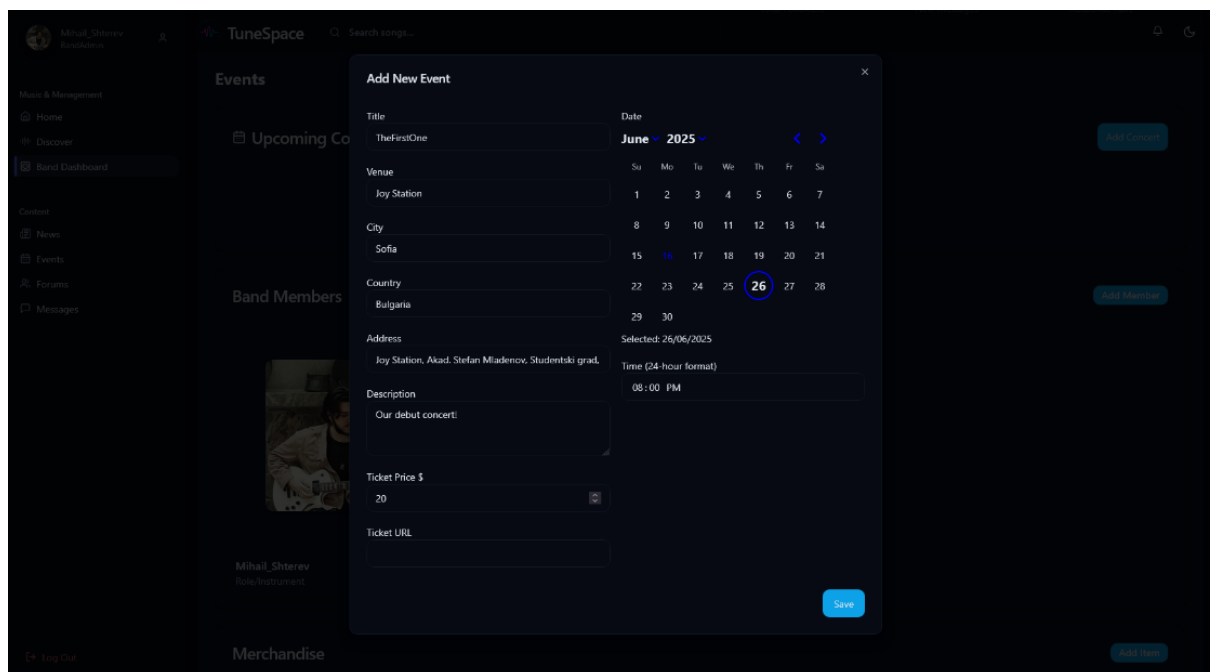 Mihail_Shterev
BandAdmin
TuneSpace
Search songs...
Music & Management
Home
Discover
Band Dashboard
Content
News
Events
Forums
Messages
Log Out
Events
Upcoming Co
Add Concert
Band Members
Add Member
Mihail_Shterev
Role/Instrument
Merchandise
Add Item
Add New Event
Title
TheFirstOne
Venue
Joy Station
City
Sofia
Country
Bulgaria
Address
Joy Station, Akad. Stefan Mladenov, Studentski grad,
Description
Our debut concert!
Ticket Price $
20
Ticket URL
Date
June 2025
Su Mo Tu We Th Fr Sa
1 2 3 4 5 6 7
8 9 10 11 12 13 14
15 16 17 18 19 20 21
22 23 24 25 26 27 28
29 30
Selected: 26/06/2025
Time (24-hour format)
08:00 PM
Save